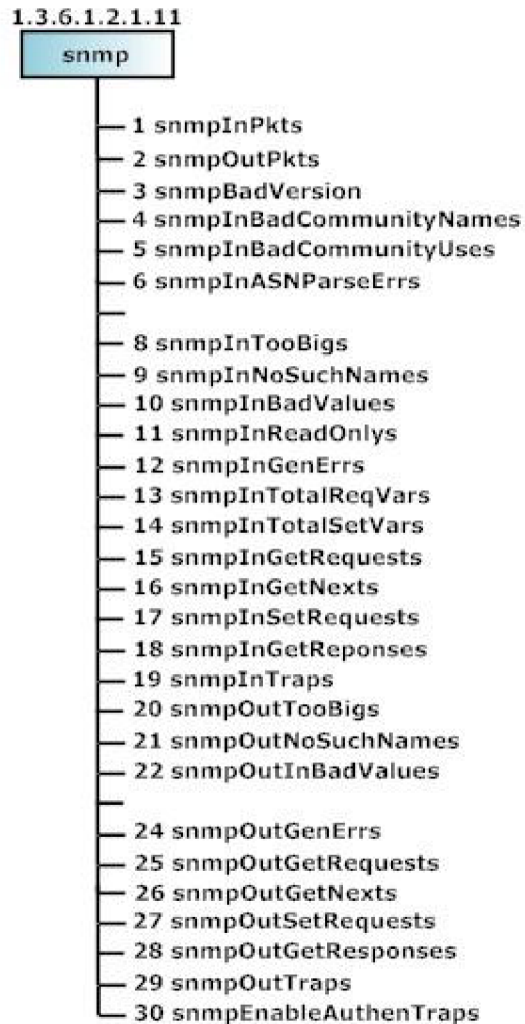 1.3.6.1.2.1.11
snmp
1 snmpInPkts
2 snmpOutPkts
3 snmpBadVersion
4 snmpInBadCommunityNames
5 snmpInBadCommunityUses
6 snmpInASNParseErrs
8 snmpInTooBigs
9 snmpInNoSuchNames
10 snmpInBadValues
11 snmpInReadOnlys
12 snmpInGenErrs
13 snmpInTotalReqVars
14 snmpInTotalSetVars
15 snmpInGetRequests
16 snmpInGetNexts
17 snmpInSetRequests
18 snmpInGetReponses
19 snmpInTraps
20 snmpOutTooBigs
21 snmpOutNoSuchNames
22 snmpOutInBadValues
24 snmpOutGenErrs
25 snmpOutGetRequests
26 snmpOutGetNexts
27 snmpOutSetRequests
28 snmpOutGetResponses
29 snmpOutTraps
30 snmpEnableAuthenTraps